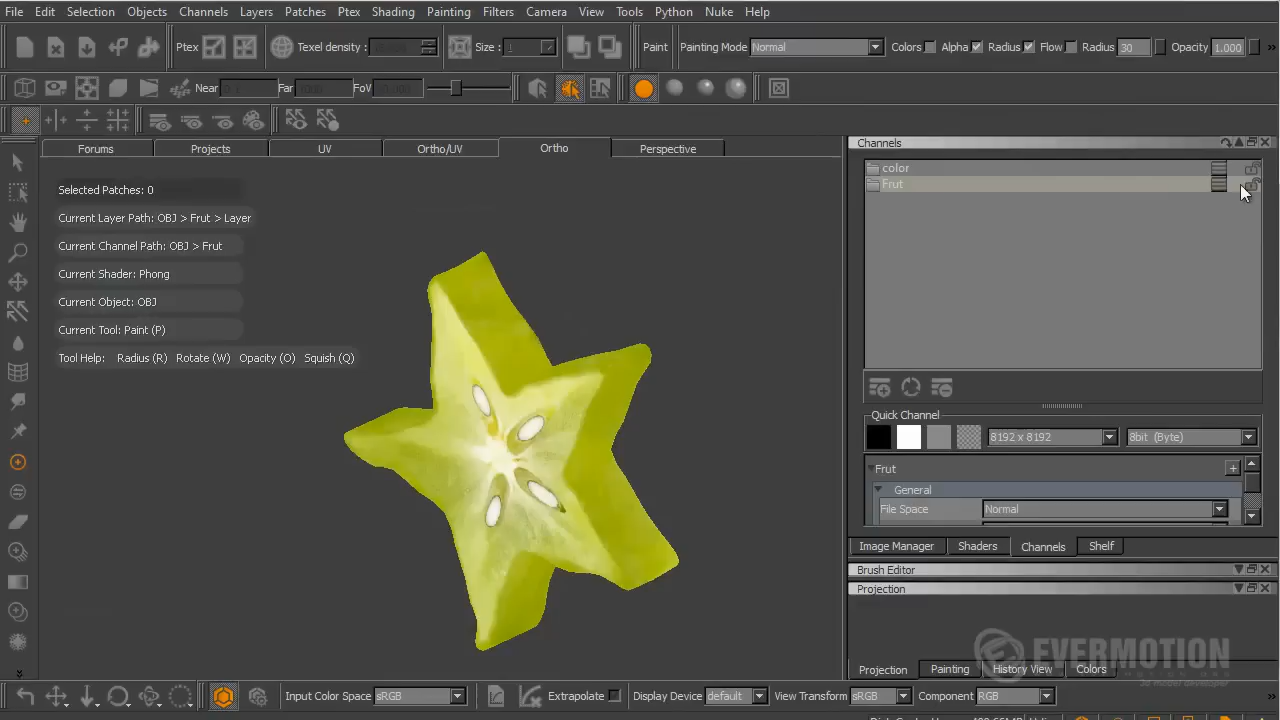 File Edit Selection Objects Channels Layers Patches Ptex Shading Painting Filters Camera View Tools Python Nuke Help
Ptex Texel density: Size : 1 Paint Painting Mode Normal Colors Alpha Radius Flow Radius 30 Opacity 1.000 »
Near Far FoV
Forums Projects UV Ortho/UV Ortho Perspective
Channels
color
Frut
Selected Patches: 0
Current Layer Path: OBJ > Frut > Layer
Current Channel Path: OBJ > Frut
Current Shader: Phong
Current Object: OBJ
Current Tool: Paint (P)
Tool Help: Radius (R) Rotate (W) Opacity (O) Squish (Q)
Quick Channel
8192 x 8192 8bit (Byte)
Frut
General
File Space Normal
Image Manager Shaders Channels Shelf
Brush Editor
Projection
EVERMOTION
Projection Painting History View Colors
Input Color Space sRGB Extrapolate Display Device default View Transform sRGB Component RGB »